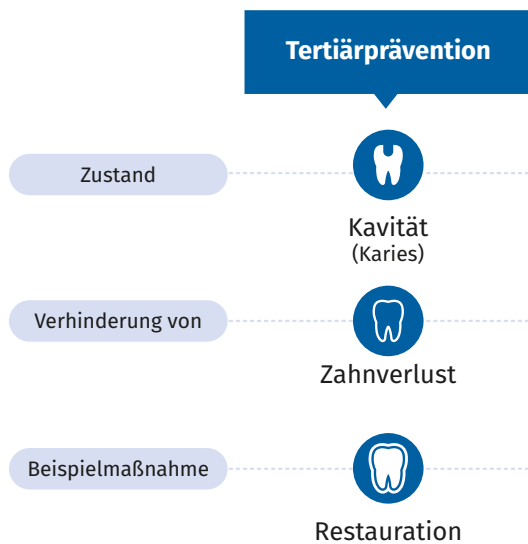 Tertiärprävention
Zustand
Kavität
(Karies)
Verhinderung von
Zahnverlust
Beispielmaßnahme
Restauration